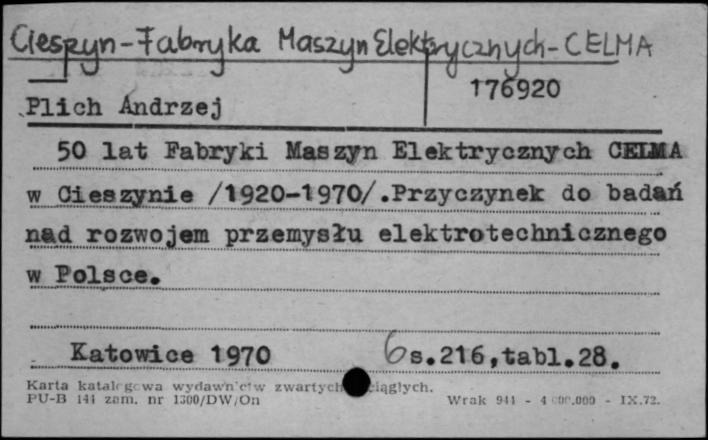 Cieszyn-Fabryka Maszyn Elektrycznych-CELMA
176920
Plich Andrzej
50 lat Fabryki Maszyn Elektrycznych CELMA
w Cieszynie /1920-1970/.Przyczynek do badań
nad rozwojem przemysłu elektrotechnicznego
w Polsce.
Katowice 1970 6s.216,tabl.28.
Karta katalogowa wydawnictw zwartych ciągłych.
PU-B 141 zam. nr 1300/DW/On Wrak 941 - 000.000 - IX.72.